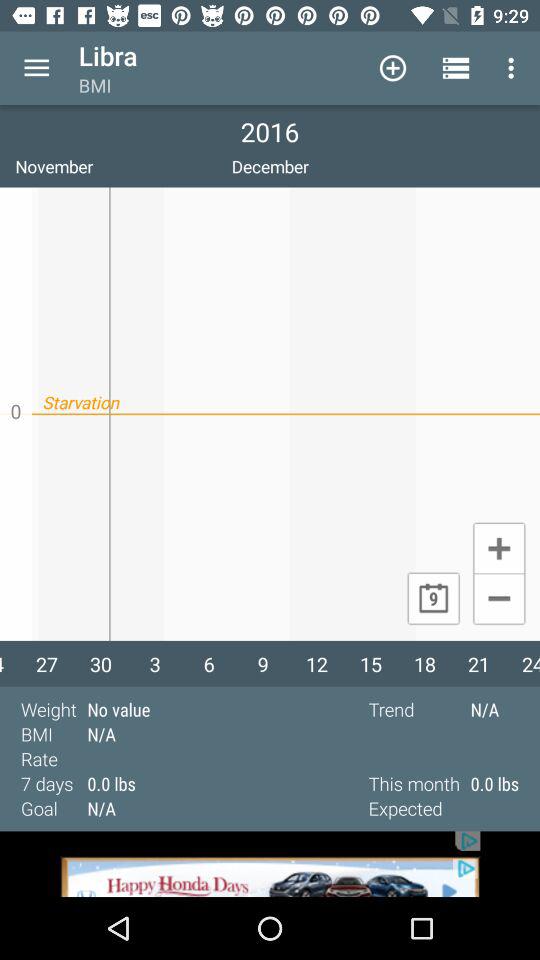 esc 9:29
Libra
BMI
2016
November December
Starvation
0
9
27 30 3 6 9 12 15 18 21 24
Weight No value Trend N/A
BMI N/A
Rate
7 days 0.0 lbs This month 0.0 lbs
Goal N/A Expected
Happy Honda Days